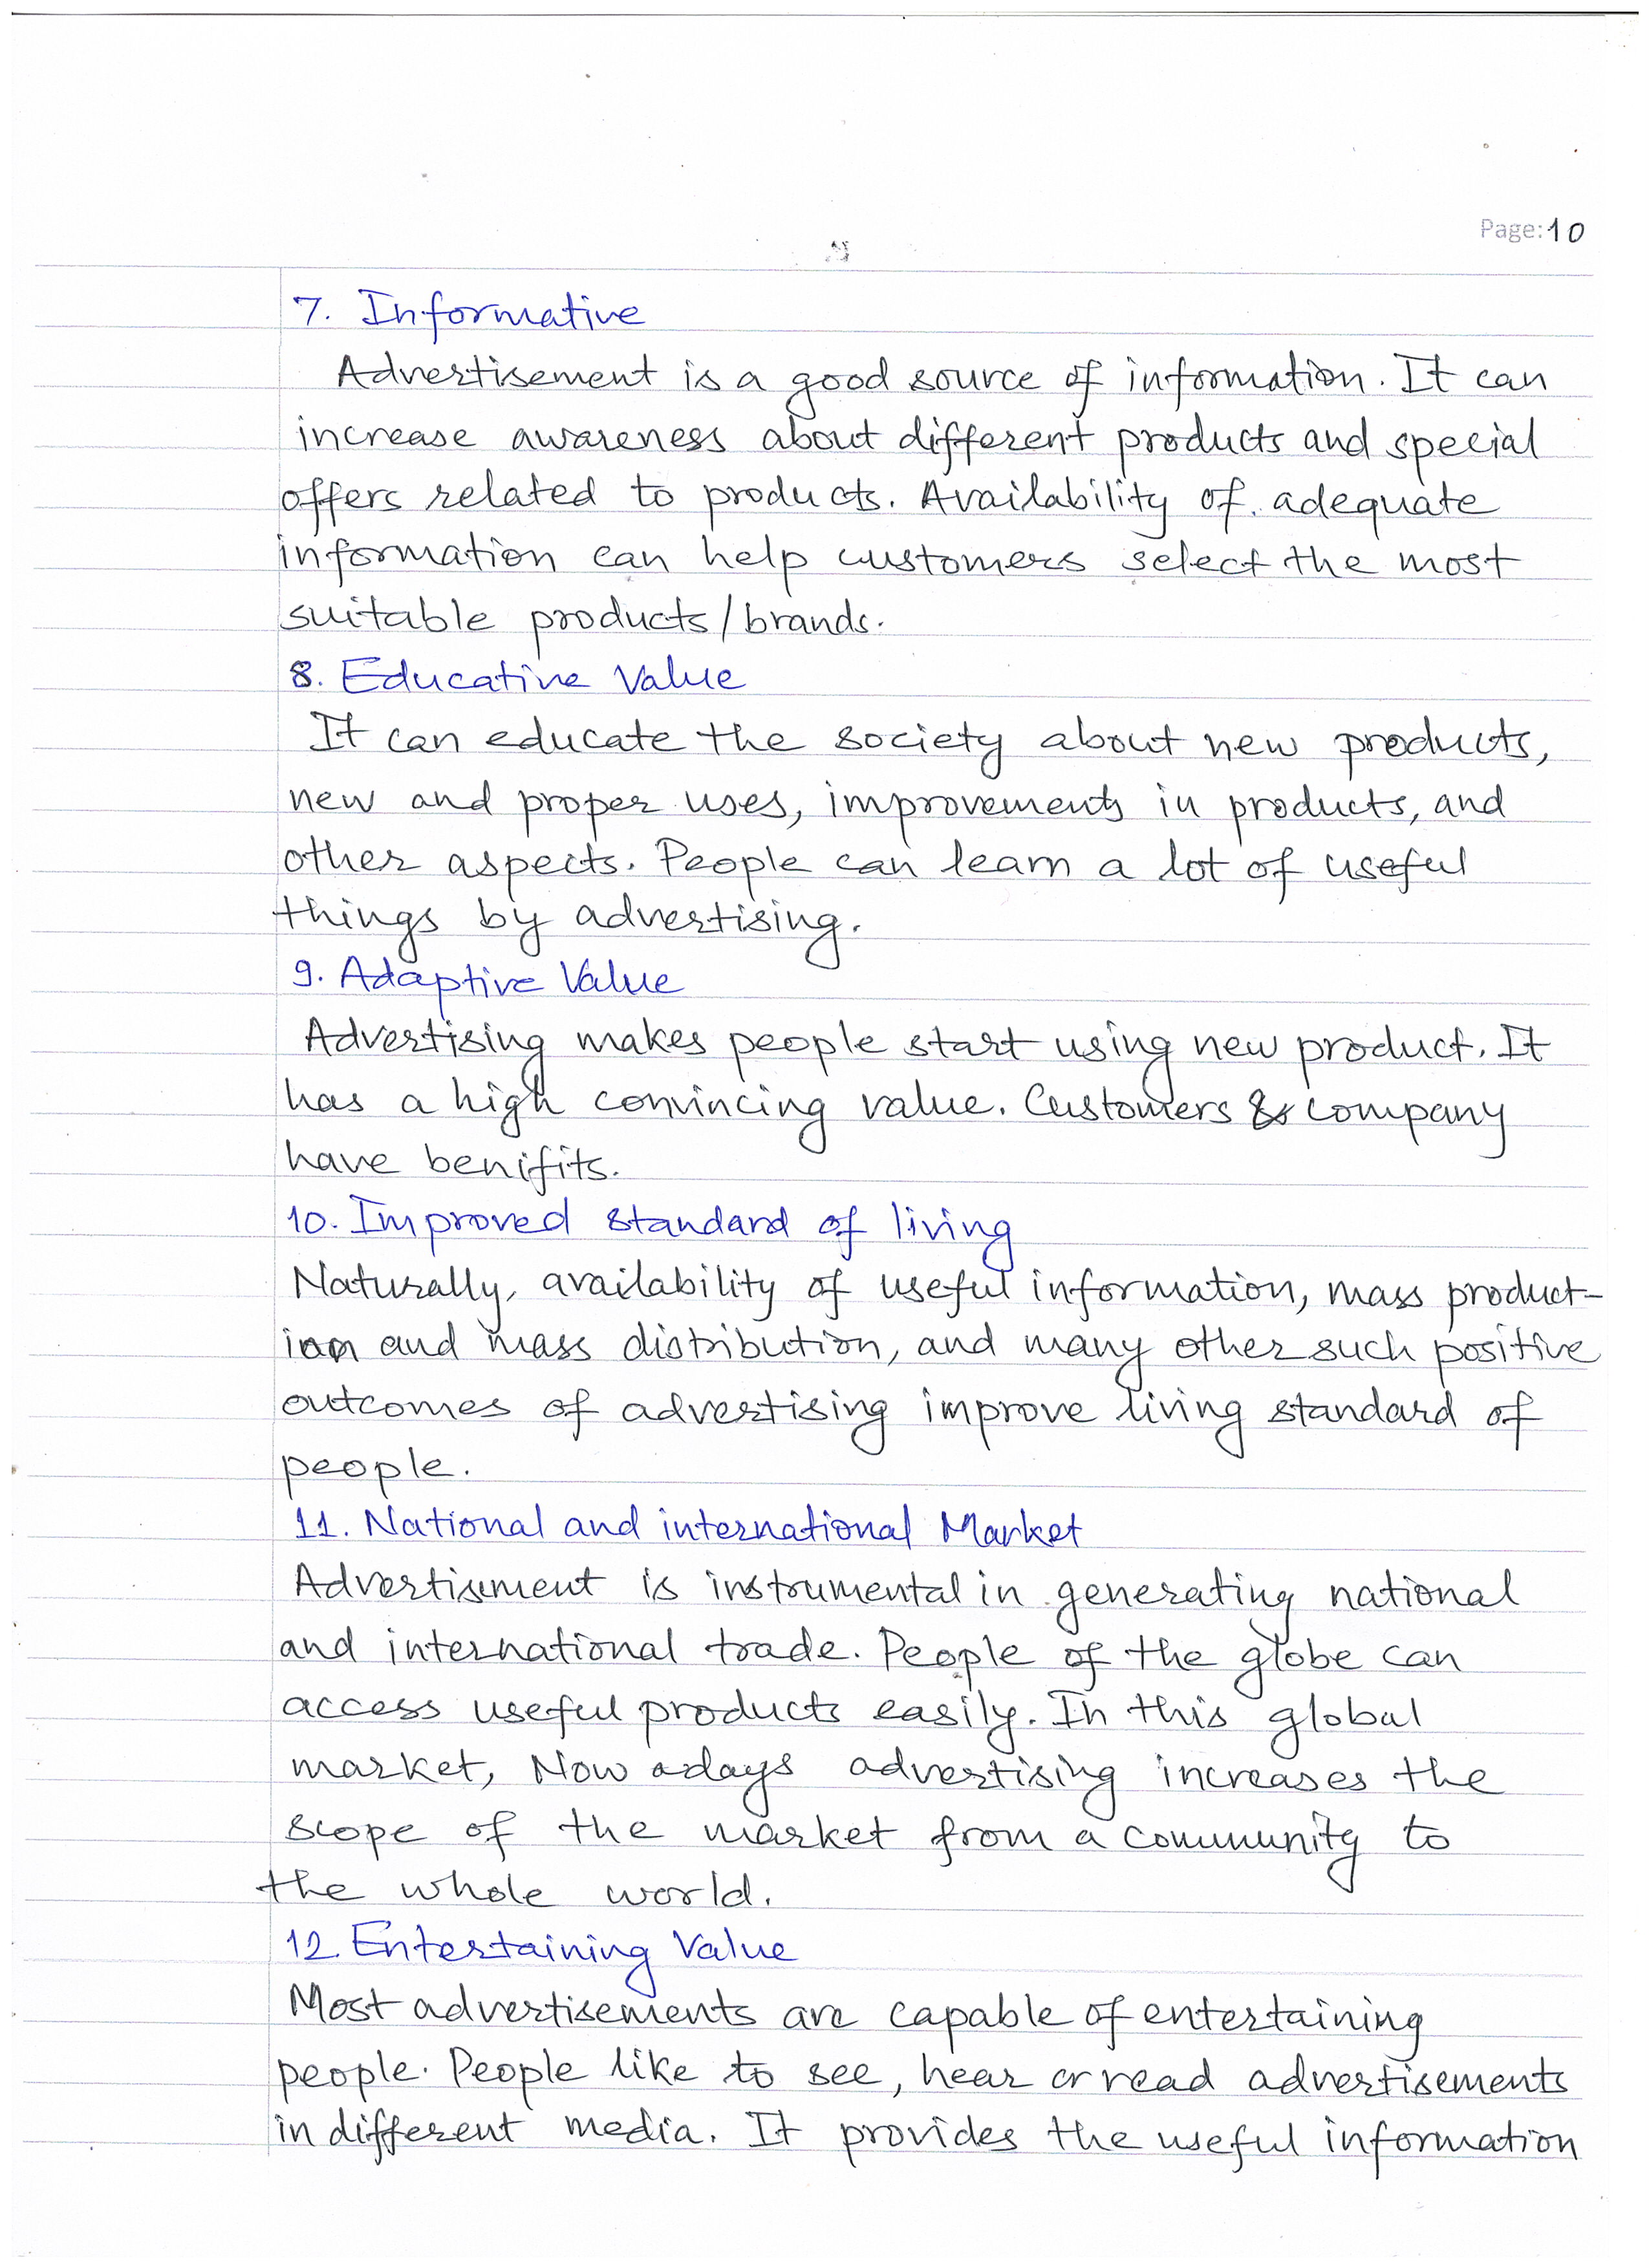 Page: 10
7. Informative
Advertisement is a good source of information. It can
increase awareness about different products and special
offers related to products. Availability of adequate
information can help customers select the most
suitable products/brands.
8. Educative Value
It can educate the society about new products,
new and proper uses, improvements in products, and
other aspects. People can learn a lot of useful
things by advertising.
9. Adaptive Value
Advertising makes people start using new product. It
has a high convincing value. Customers & company
have benifits.
10. Improved standard of living
Naturally, availability of useful information, mass product-
ion and mass distribution, and many other such positive
outcomes of advertising improve living standard of
people.
11. National and international Market
Advertisement is instrumental in generating national
and international trade. People of the globe can
access useful products easily. In this global
market, Now adays advertising increases the
scope of the market from a community to
the whole world.
12. Entertaining Value
Most advertisements are capable of entertaining
people. People like to see, hear or read advertisements
in different media. It provides the useful information